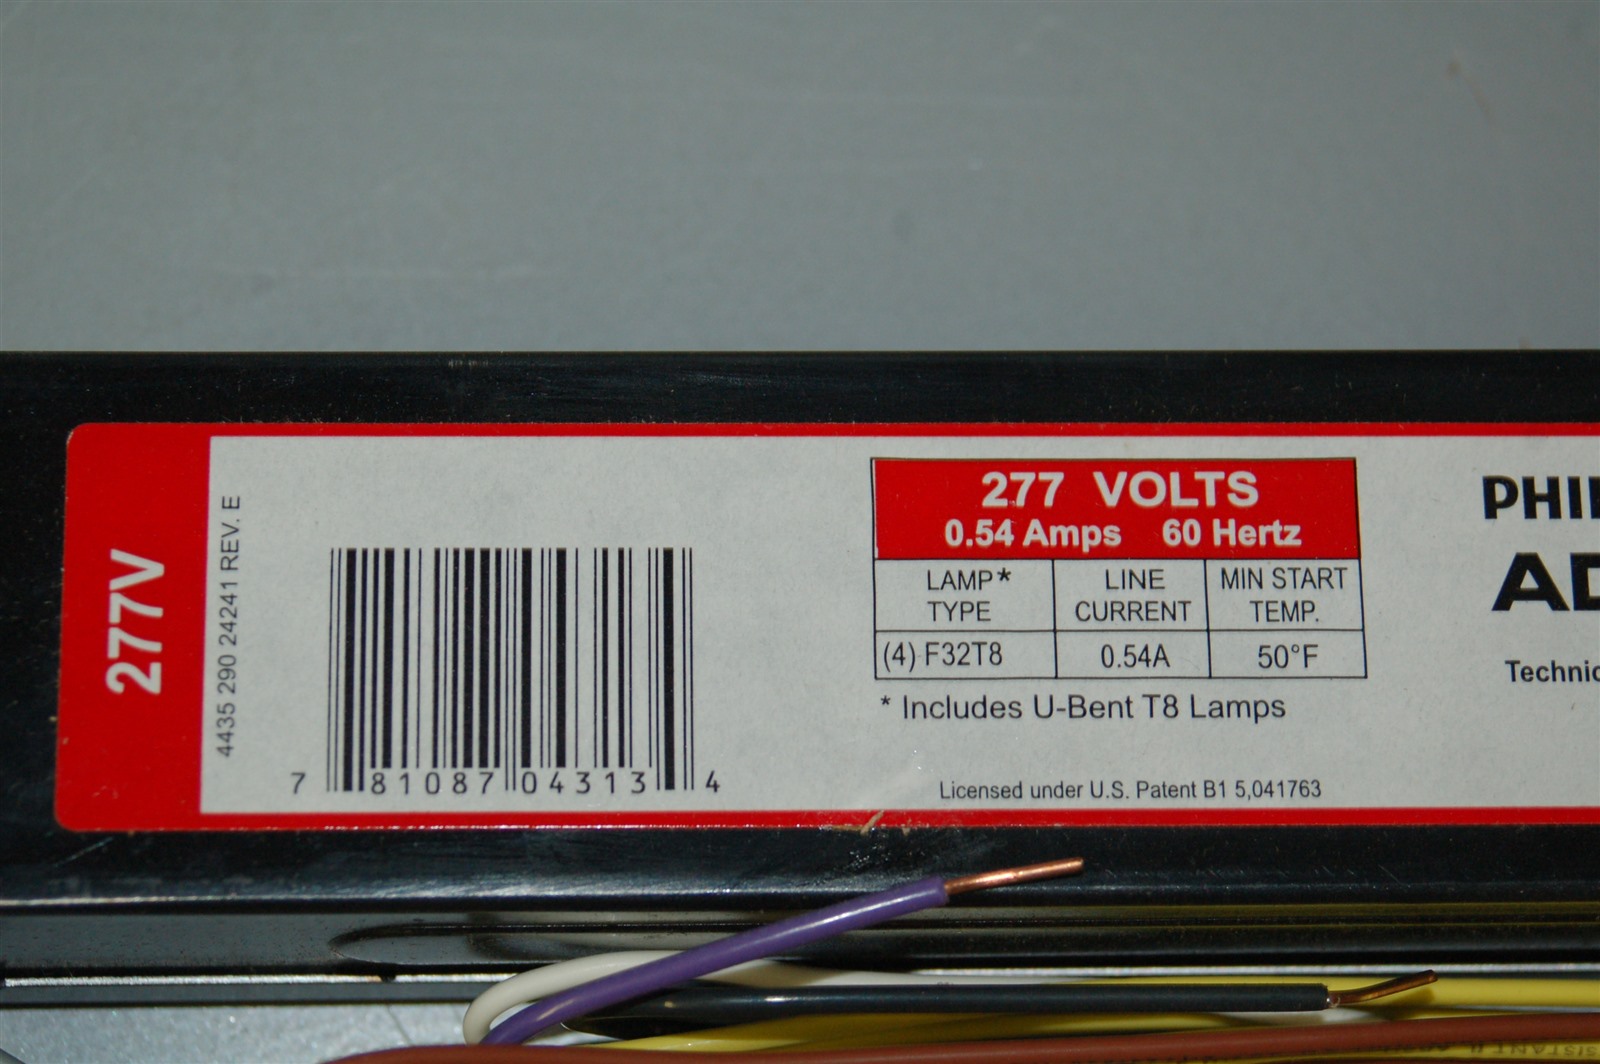 277V
4435 290 242411 REV. E
7 81087 04313 4
277 VOLTS
0.54 Amps 60 Hertz
LAMP* TYPE
LINE CURRENT
MIN START TEMP.
(4) F32T8 0.54A 50°F
* Includes U-Bent T8 Lamps
Licensed under U.S. Patent B1 5,041763
PHI
AD
Technic